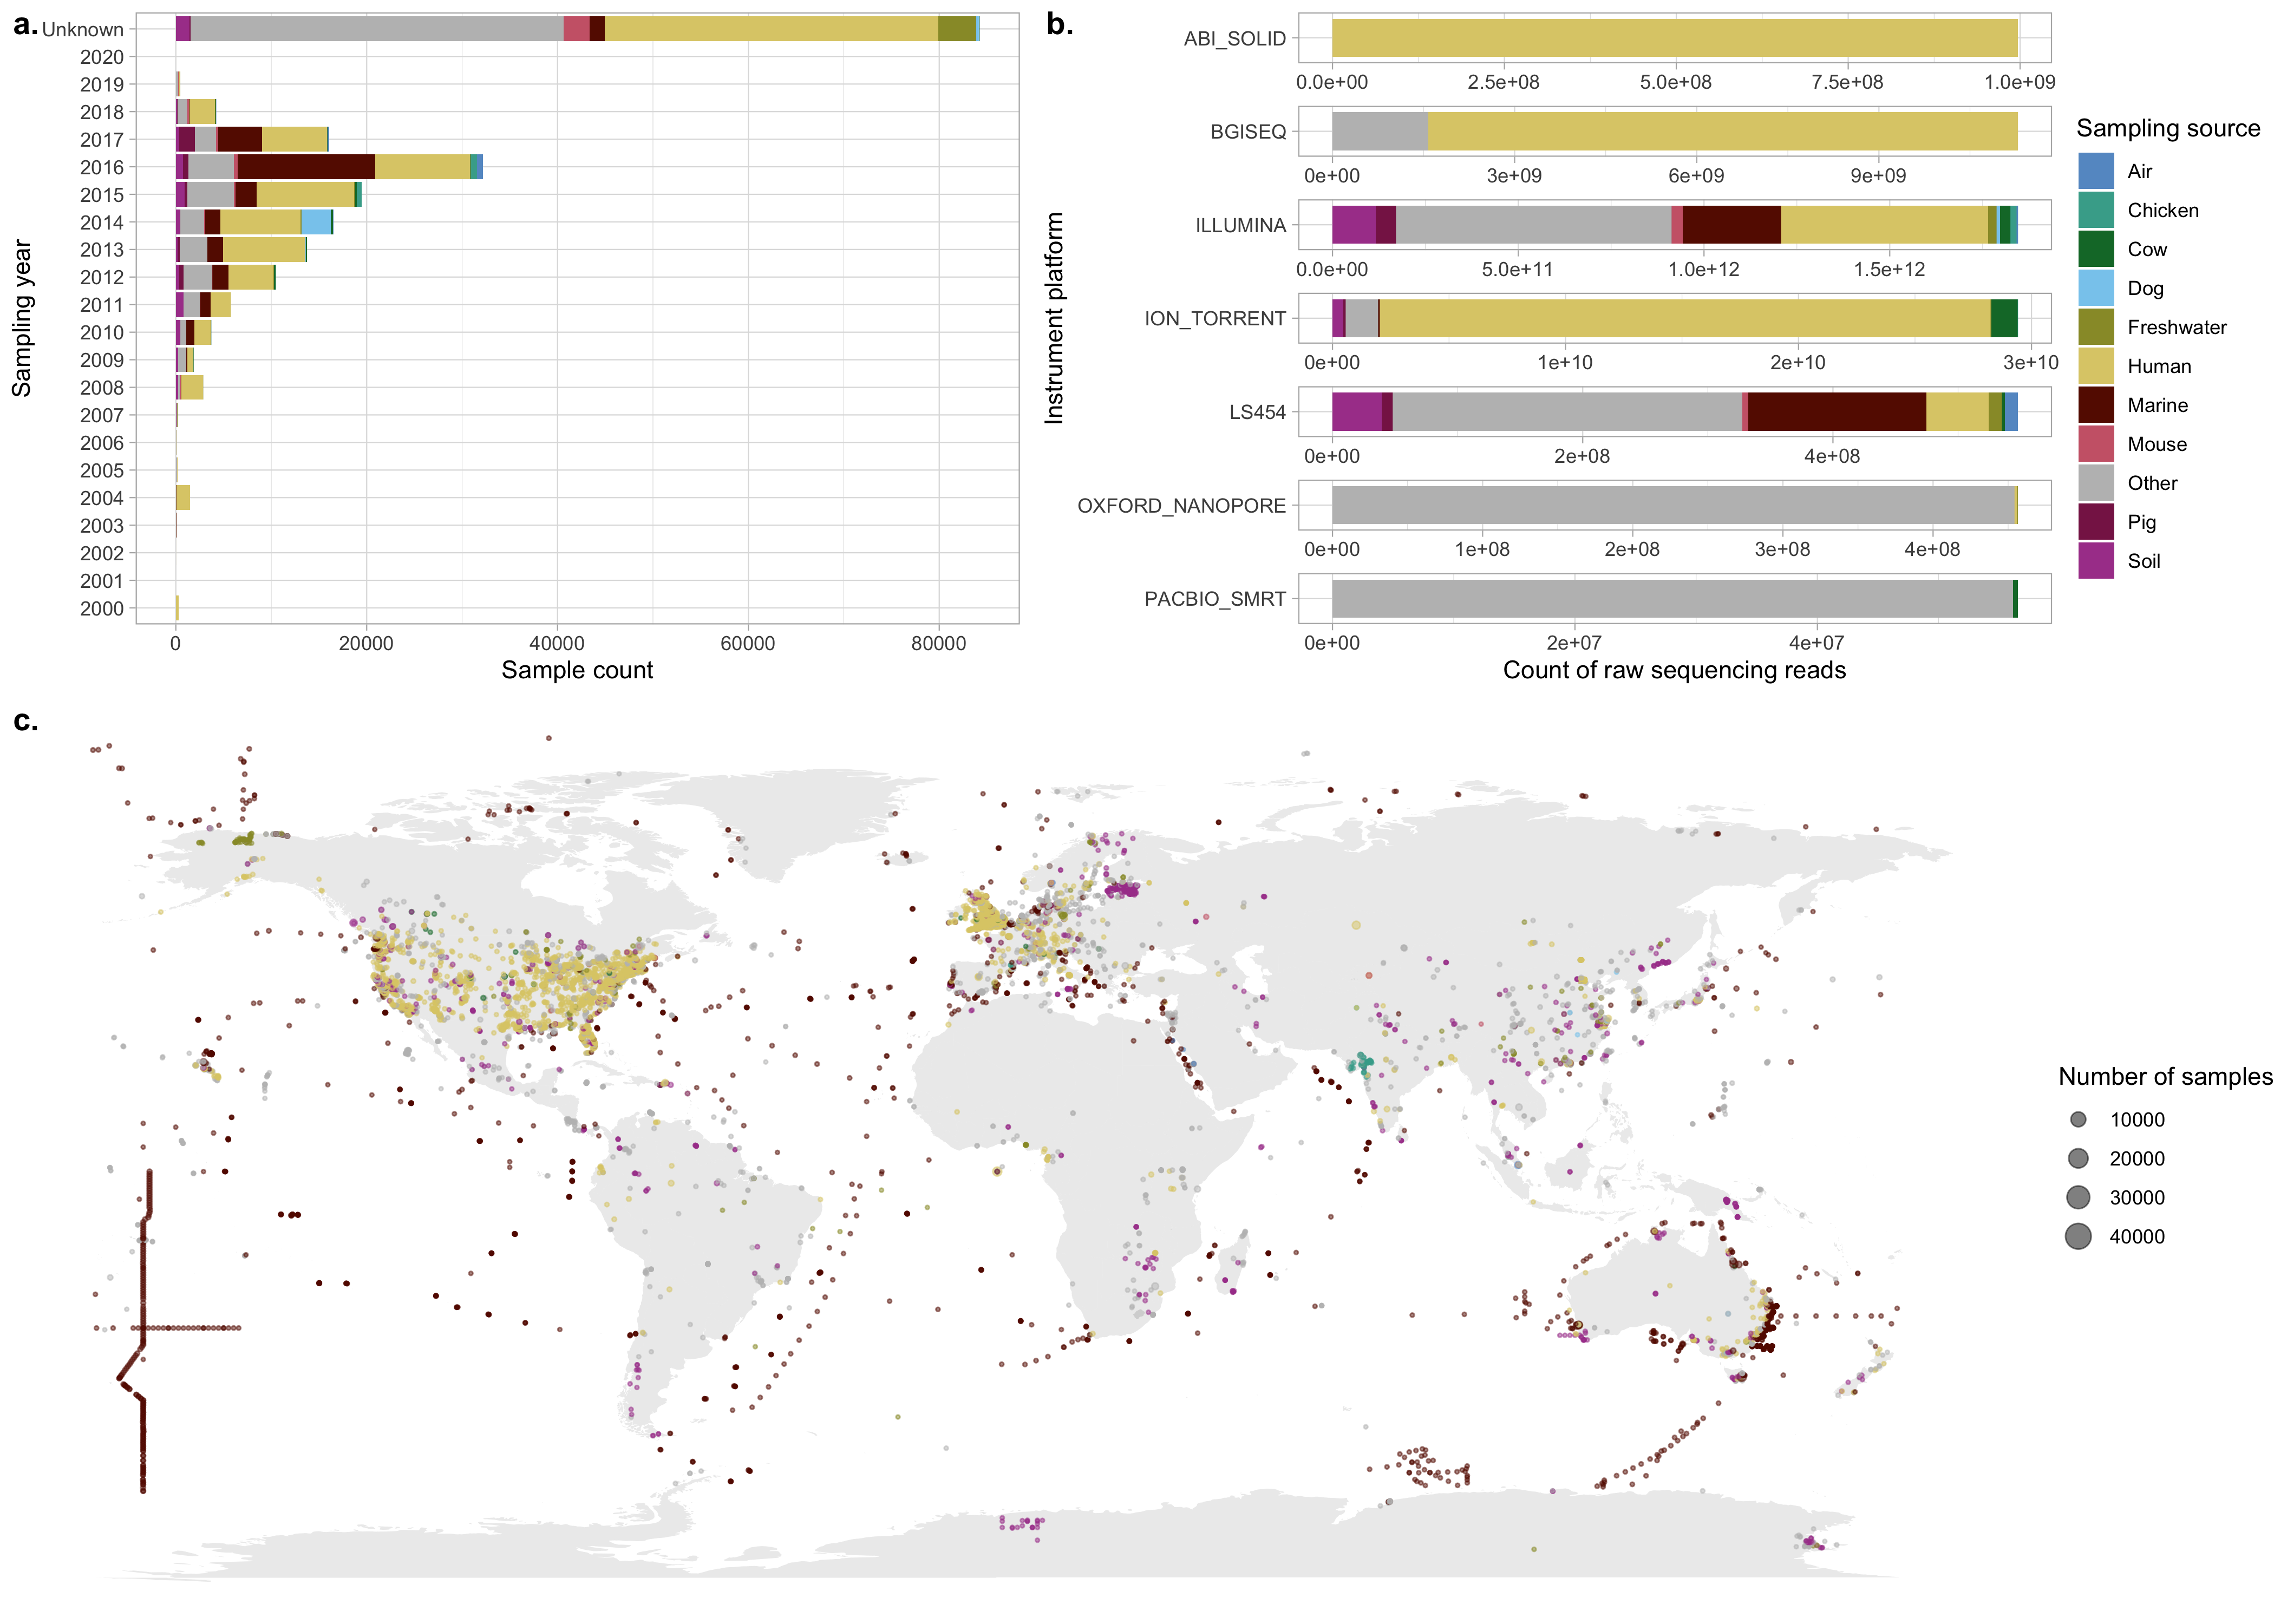 a.
Unknown
2020
2019
2018
2017
2016
2015
2014
2013
2012
2011
2010
2009
2008
2007
2006
2005
2004
2003
2002
2001
2000
Sampling year
0 20000 40000 60000 80000
Sample count
b.
Instrument platform
ABI_SOLID
0.0e+00 2.5e+08 5.0e+08 7.5e+08 1.0e+09
BGISEQ
0e+00 3e+09 6e+09 9e+09
ILLUMINA
0.0e+00 5.0e+11 1.0e+12 1.5e+12
ION_TORRENT
0e+00 1e+10 2e+10 3e+10
LS454
0e+00 2e+08 4e+08
OXFORD_NANOPORE
0e+00 1e+08 2e+08 3e+08 4e+08
PACBIO_SMRT
0e+00 2e+07 4e+07
Count of raw sequencing reads
Sampling source
Air
Chicken
Cow
Dog
Freshwater
Human
Marine
Mouse
Other
Pig
Soil
c.
Number of samples
10000
20000
30000
40000